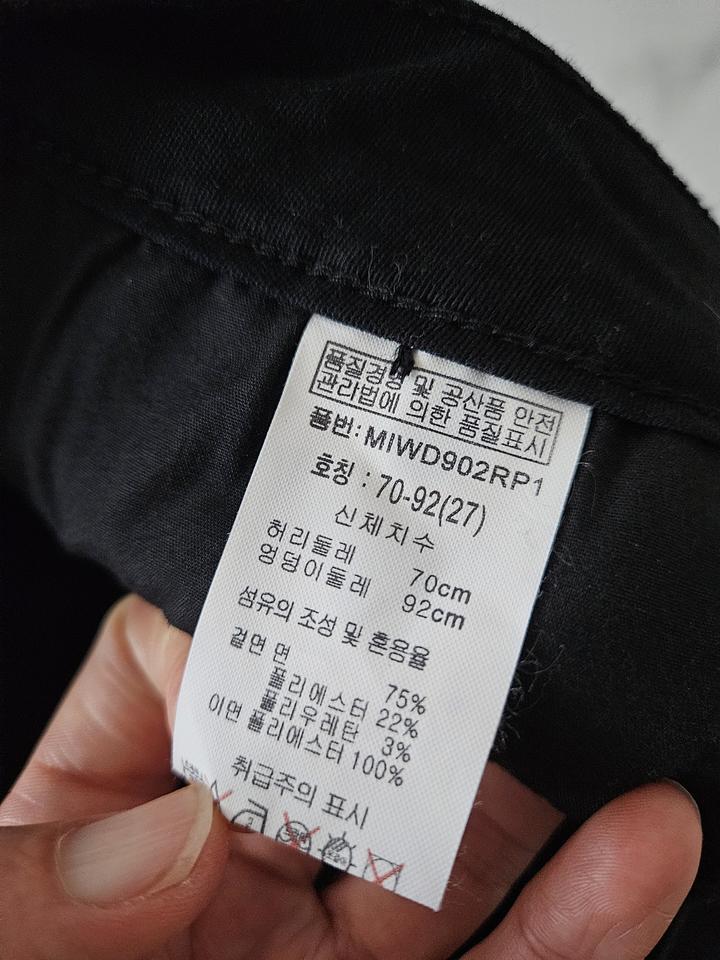 품질경영 및 공산품 안전
관리법에 의한 품질표시
품번: MIWD902RP1
호칭 : 70-92(27)
신체치수
허리둘레 70cm
엉덩이둘레 92cm
섬유의 조성 및 혼용율
겉면 면 75%
폴리에스터 22%
폴리우레탄 3%
이면 폴리에스터 100%
취급주의 표시